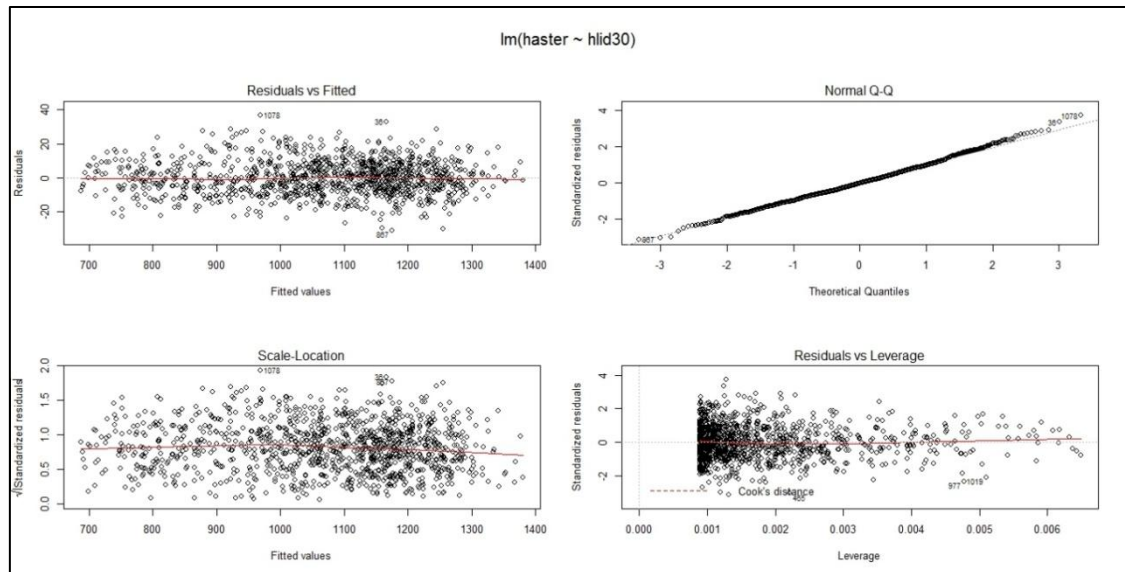 lm(haster ~ hlid30)
Residuals vs Fitted
Residuals
40
20
0
-20
1078
36
867
700 800 900 1000 1100 1200 1300 1400
Fitted values
Normal Q-Q
Standardized residuals
4
2
0
-2
36 1078
867
-3 -2 -1 0 1 2 3
Theoretical Quantiles
Scale-Location
√|Standardized residuals|
2.0
1.5
1.0
0.5
0.0
1078
36
867
700 800 900 1000 1100 1200 1300 1400
Fitted values
Residuals vs Leverage
Standardized residuals
4
2
0
-2
977 1019
465
Cook's distance
0.000 0.001 0.002 0.003 0.004 0.005 0.006
Leverage